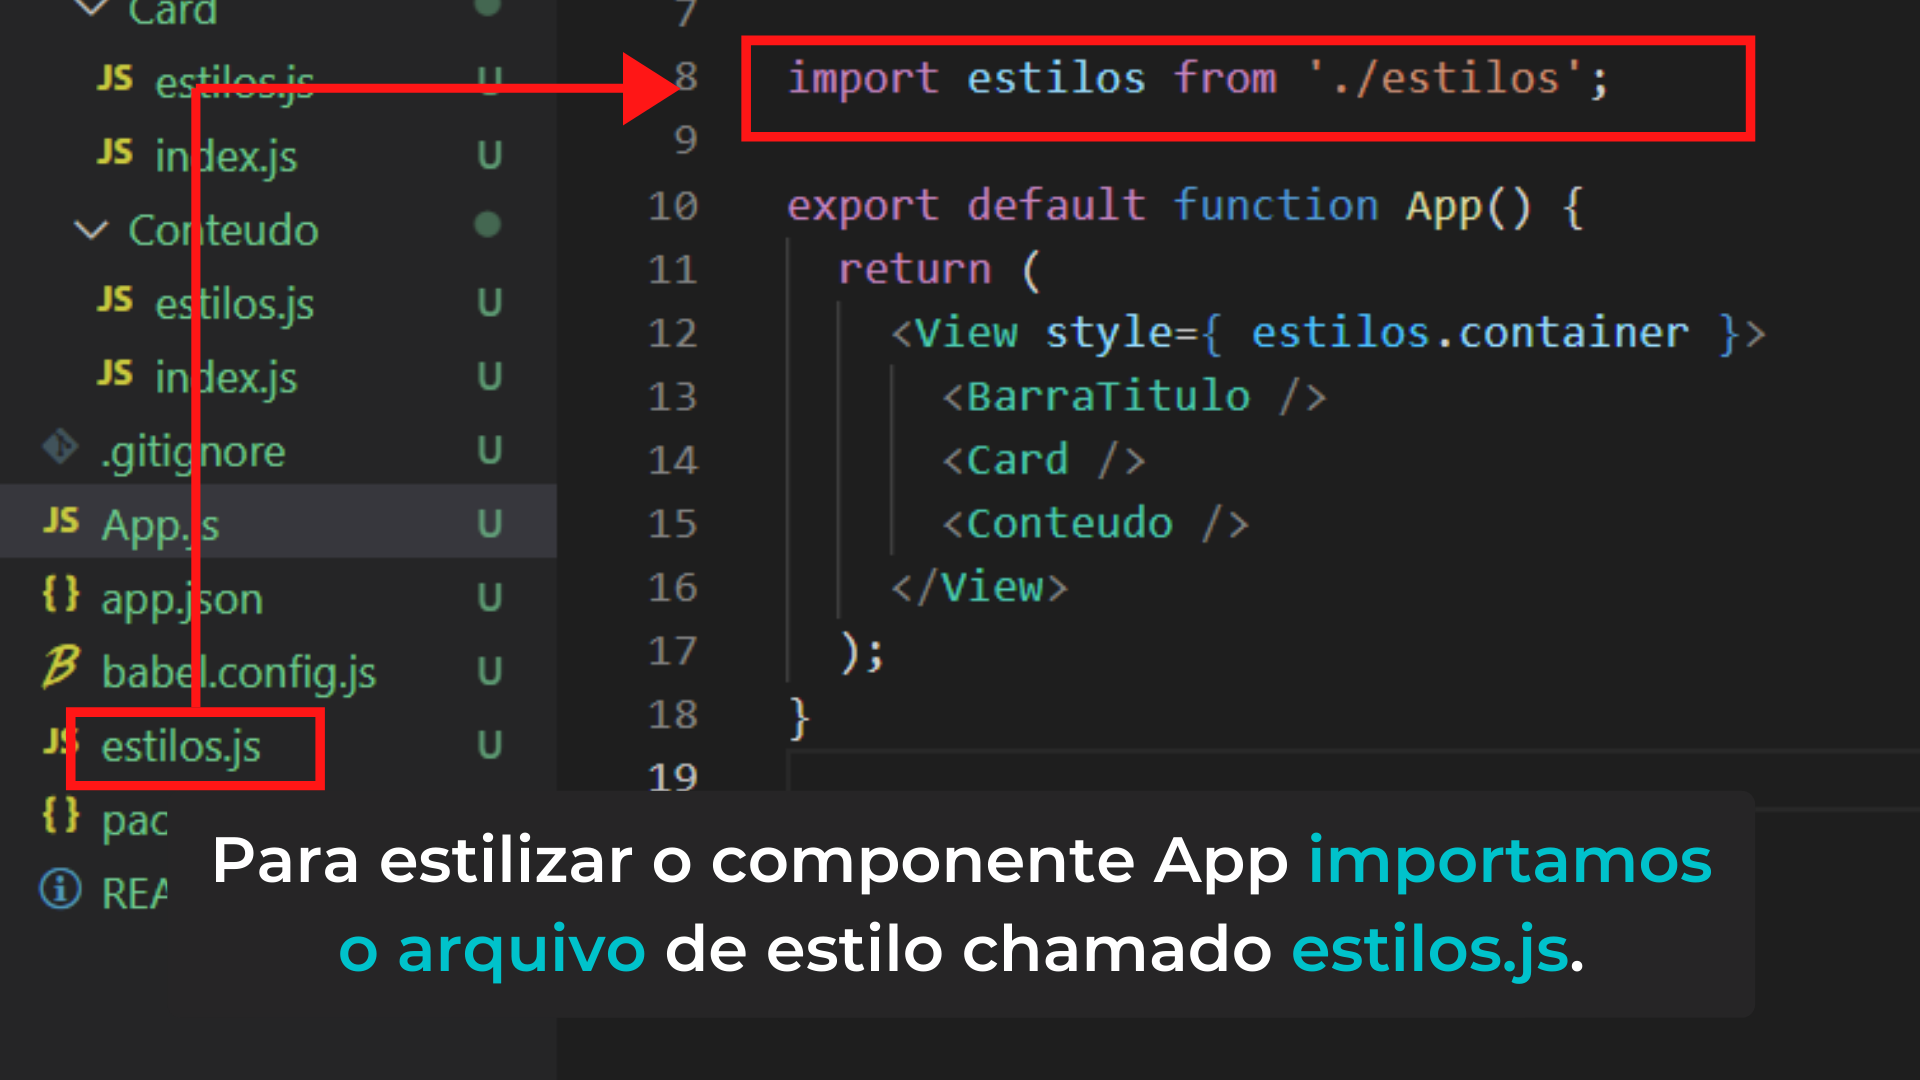 Card
JS estilos.js U
JS index.js U
Conteudo
JS estilos.js U
JS index.js U
.gitignore U
JS App.js U
{} app.json U
B babel.config.js U
JS estilos.js U
{} pac
REA
7
8 import estilos from './estilos';
9
10 export default function App() {
11 return (
12 <View style={ estilos.container }>
13 <BarraTitulo />
14 <Card />
15 <Conteudo />
16 </View>
17 );
18 }
19
Para estilizar o componente App importamos
o arquivo de estilo chamado estilos.js.